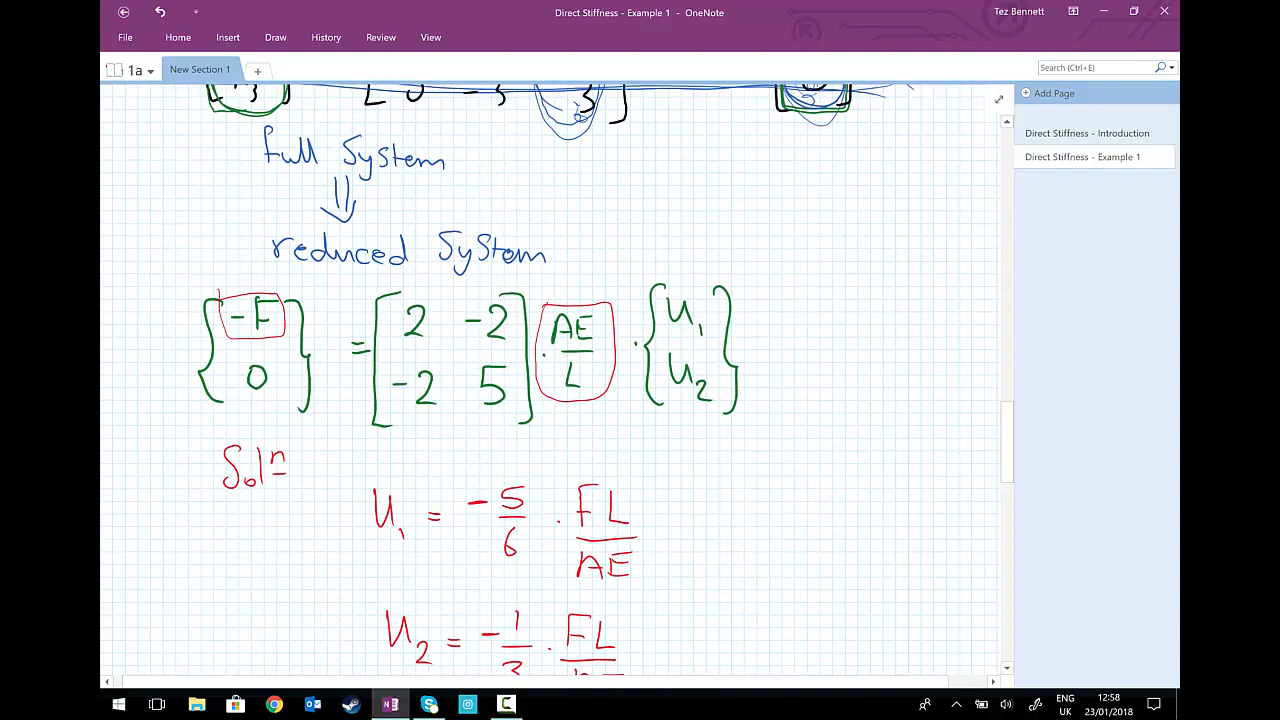 Direct Stiffness - Example 1 - OneNote
Tez Bennett
File Home Insert Draw History Review View
1a New Section 1 +
Search (Ctrl+E)
Add Page
Direct Stiffness - Introduction
Direct Stiffness - Example 1
full System
⇓
reduced System
{ -F 0 } = [ 2 -2 -2 5 ] · AE/L · { u1 u2 }
Soln
u1 = -5/6 · FL/AE
u2 = -1/3 · FL
ENG
UK
12:58
23/01/2018